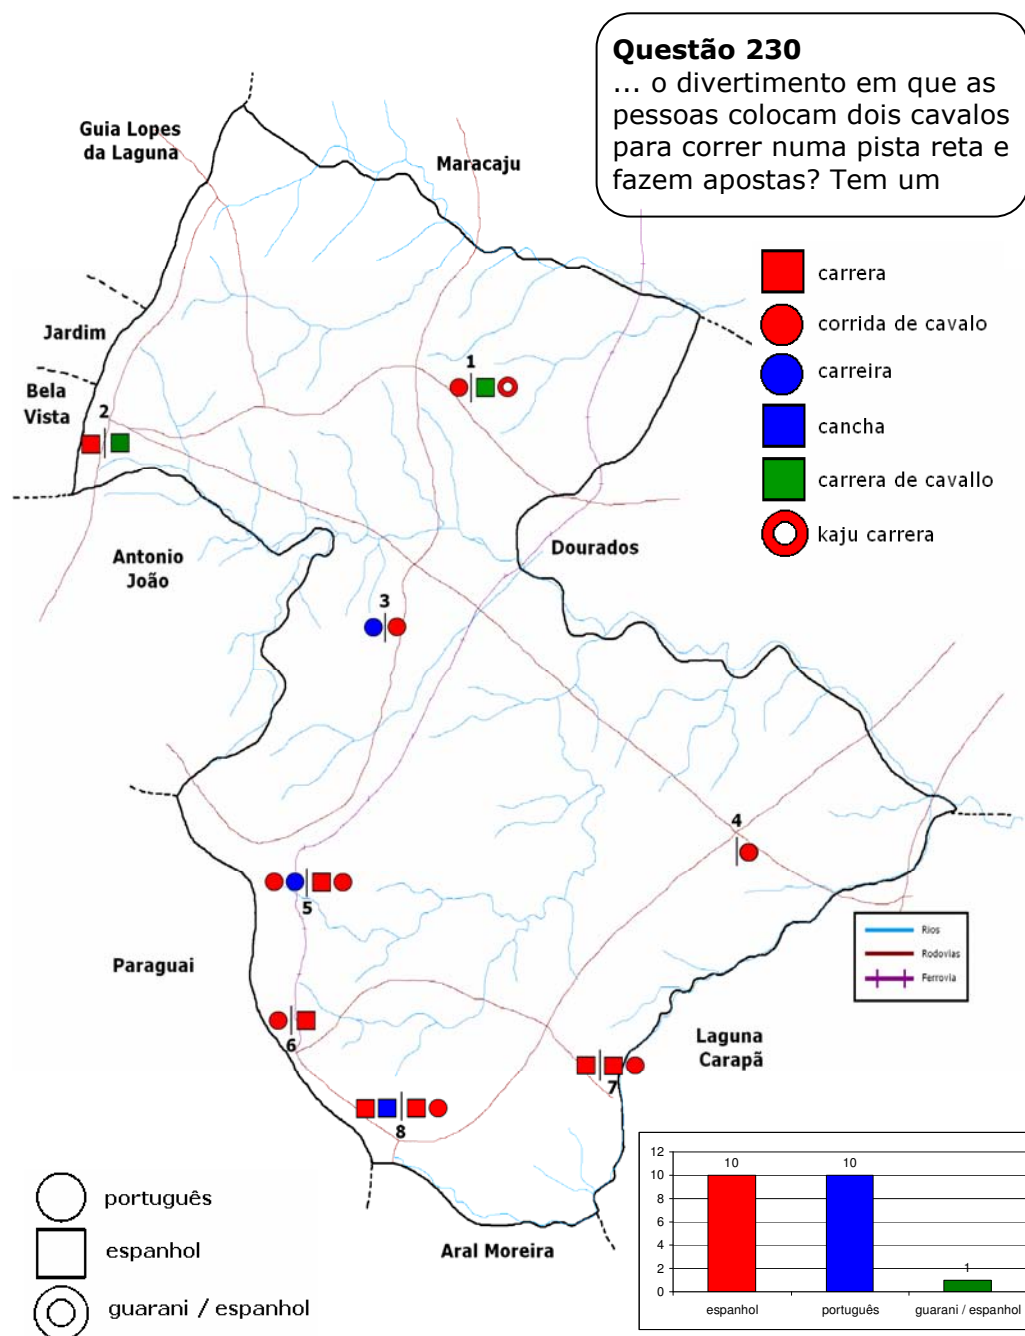 Questão 230
... o divertimento em que as
pessoas colocam dois cavalos
para correr numa pista reta e
fazem apostas? Tem um
Guia Lopes
da Laguna
Maracaju
carrera
corrida de cavalo
carreira
cancha
carrera de cavallo
kaju carrera
Jardim
Bela
Vista
1
2
Antonio
João
Dourados
3
4
5
Paraguai
Rios
Rodovias
Ferrovia
6
Laguna
Carapã
7
8
Aral Moreira
português
espanhol
guarani / espanhol
12
10
8
6
4
2
0
10
10
1
espanhol
português
guarani / espanhol